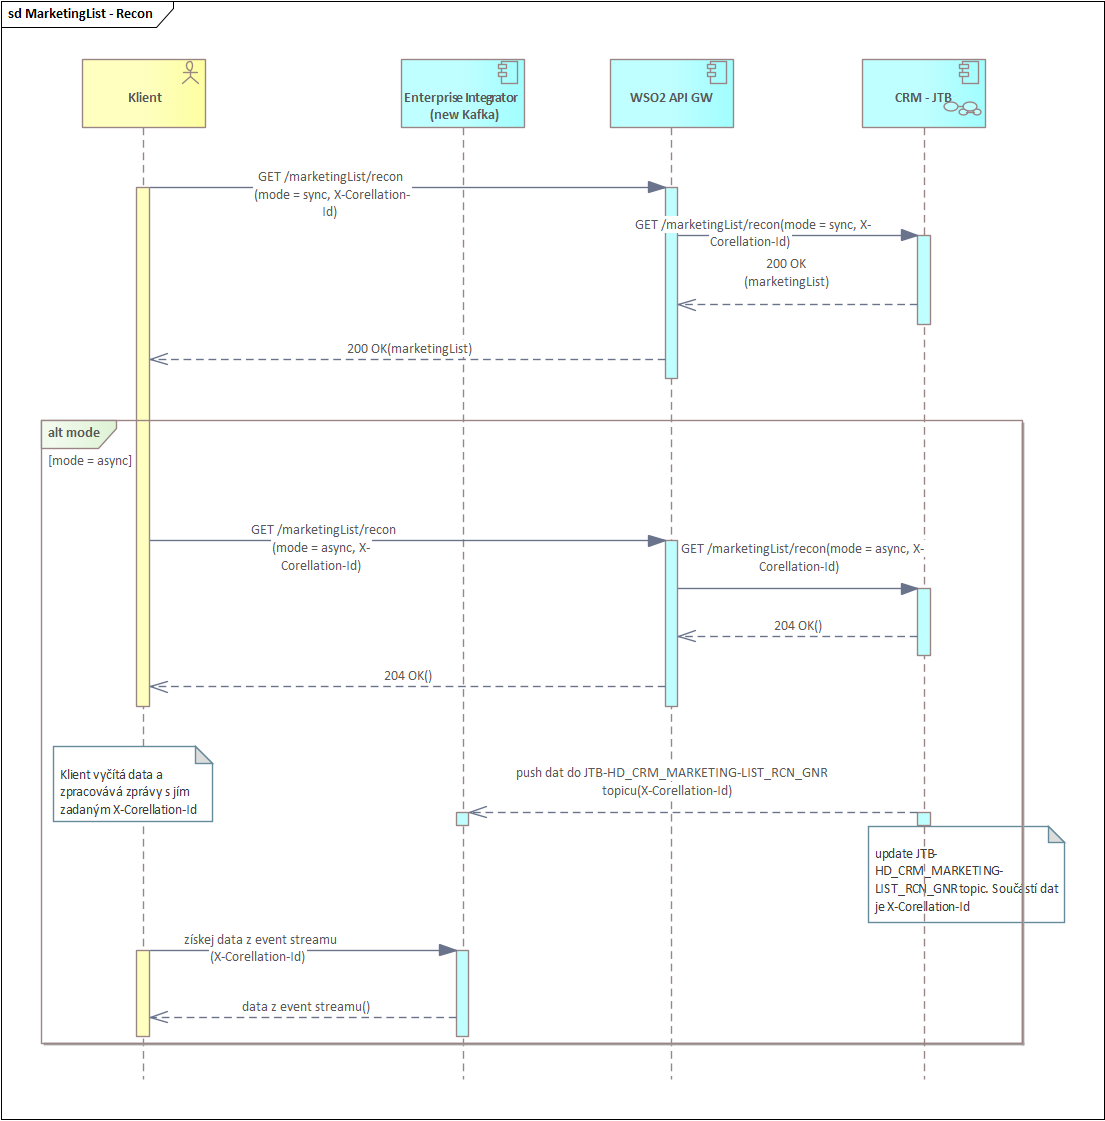 sd MarketingList - Recon
Klient
Enterprise Integrator
(new Kafka)
WSO2 API GW
CRM - JTB
GET /marketingList/recon
(mode = sync, X-Corellation-
Id)
GET /marketingList/recon(mode = sync, X-
Corellation-Id)
200 OK
(marketingList)
200 OK(marketingList)
alt mode
[mode = async]
GET /marketingList/recon
(mode = async, X-
Corellation-Id)
GET /marketingList/recon(mode = async, X-
Corellation-Id)
204 OK()
204 OK()
Klient vyčítá data a
zpracovává zprávy s jím
zadaným X-Corellation-Id
push dat do JTB-HD_CRM_MARKETING-LIST_RCN_GNR
topicu(X-Corellation-Id)
update JTB-
HD_CRM_MARKETING-
LIST_RCN_GNR topic. Součástí dat
je X-Corellation-Id
získej data z event streamu
(X-Corellation-Id)
data z event streamu()